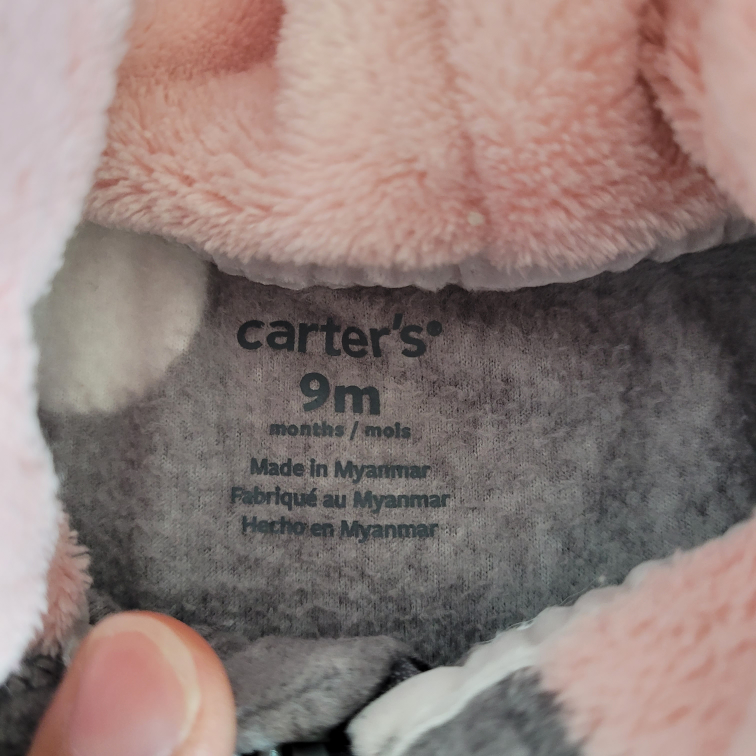 carter's
9m
months / mois
Made in Myanmar
Fabriqué au Myanmar
Hecho en Myanmar